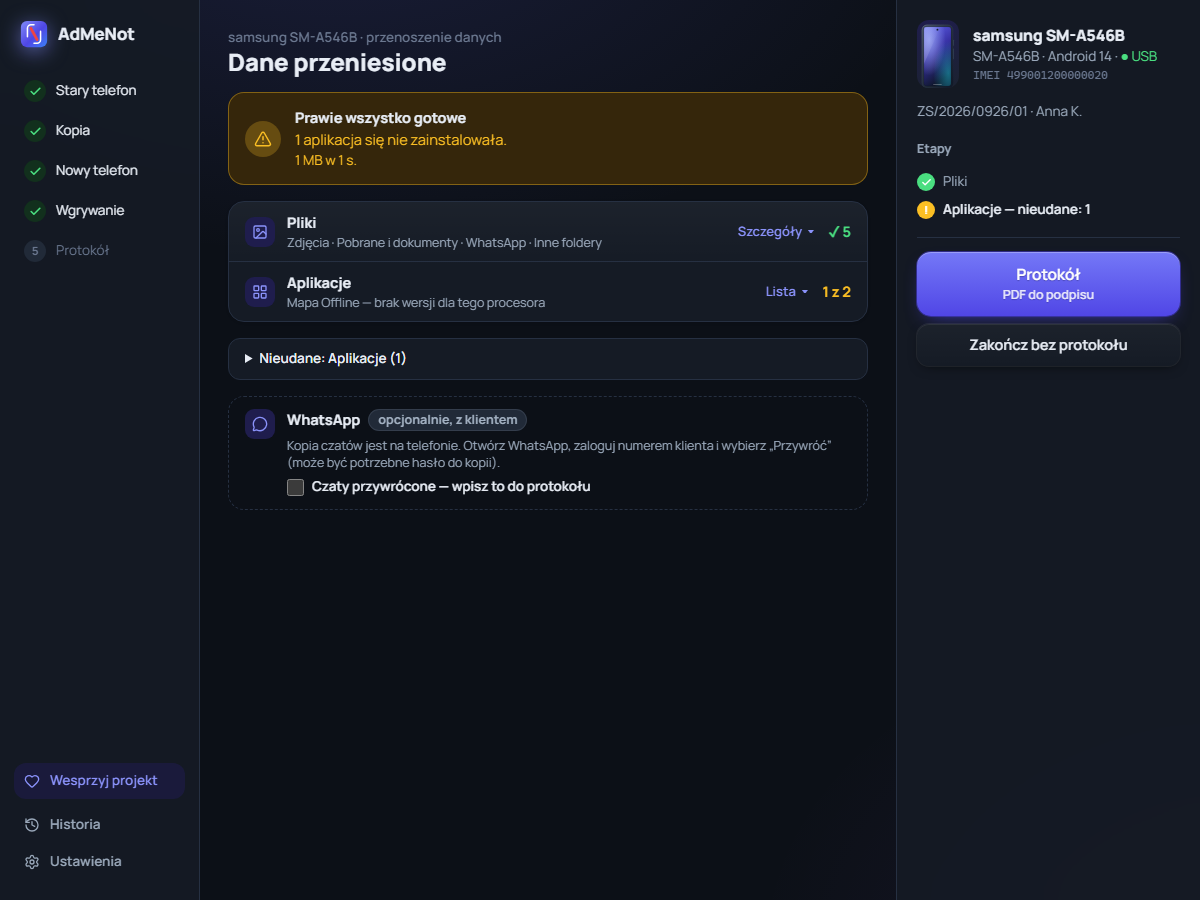 AdMeNot
Stary telefon
Kopia
Nowy telefon
Wgrywanie
5 Protokół
Wesprzyj projekt
Historia
Ustawienia
samsung SM-A546B · przenoszenie danych
Dane przeniesione
Prawie wszystko gotowe
1 aplikacja się nie zainstalowała.
1 MB w 1 s.
Pliki
Zdjęcia · Pobrane i dokumenty · WhatsApp · Inne foldery
Szczegóły ▾ ✓ 5
Aplikacje
Mapa Offline — brak wersji dla tego procesora
Lista ▾ 1 z 2
▶ Nieudane: Aplikacje (1)
WhatsApp opcjonalnie, z klientem
Kopia czatów jest na telefonie. Otwórz WhatsApp, zaloguj numerem klienta i wybierz „Przywróć”
(może być potrzebne hasło do kopii).
Czaty przywrócone — wpisz to do protokołu
samsung SM-A546B
SM-A546B · Android 14 · ● USB
IMEI 499001200000020
ZS/2026/0926/01 · Anna K.
Etapy
Pliki
Aplikacje — nieudane: 1
Protokół
PDF do podpisu
Zakończ bez protokołu